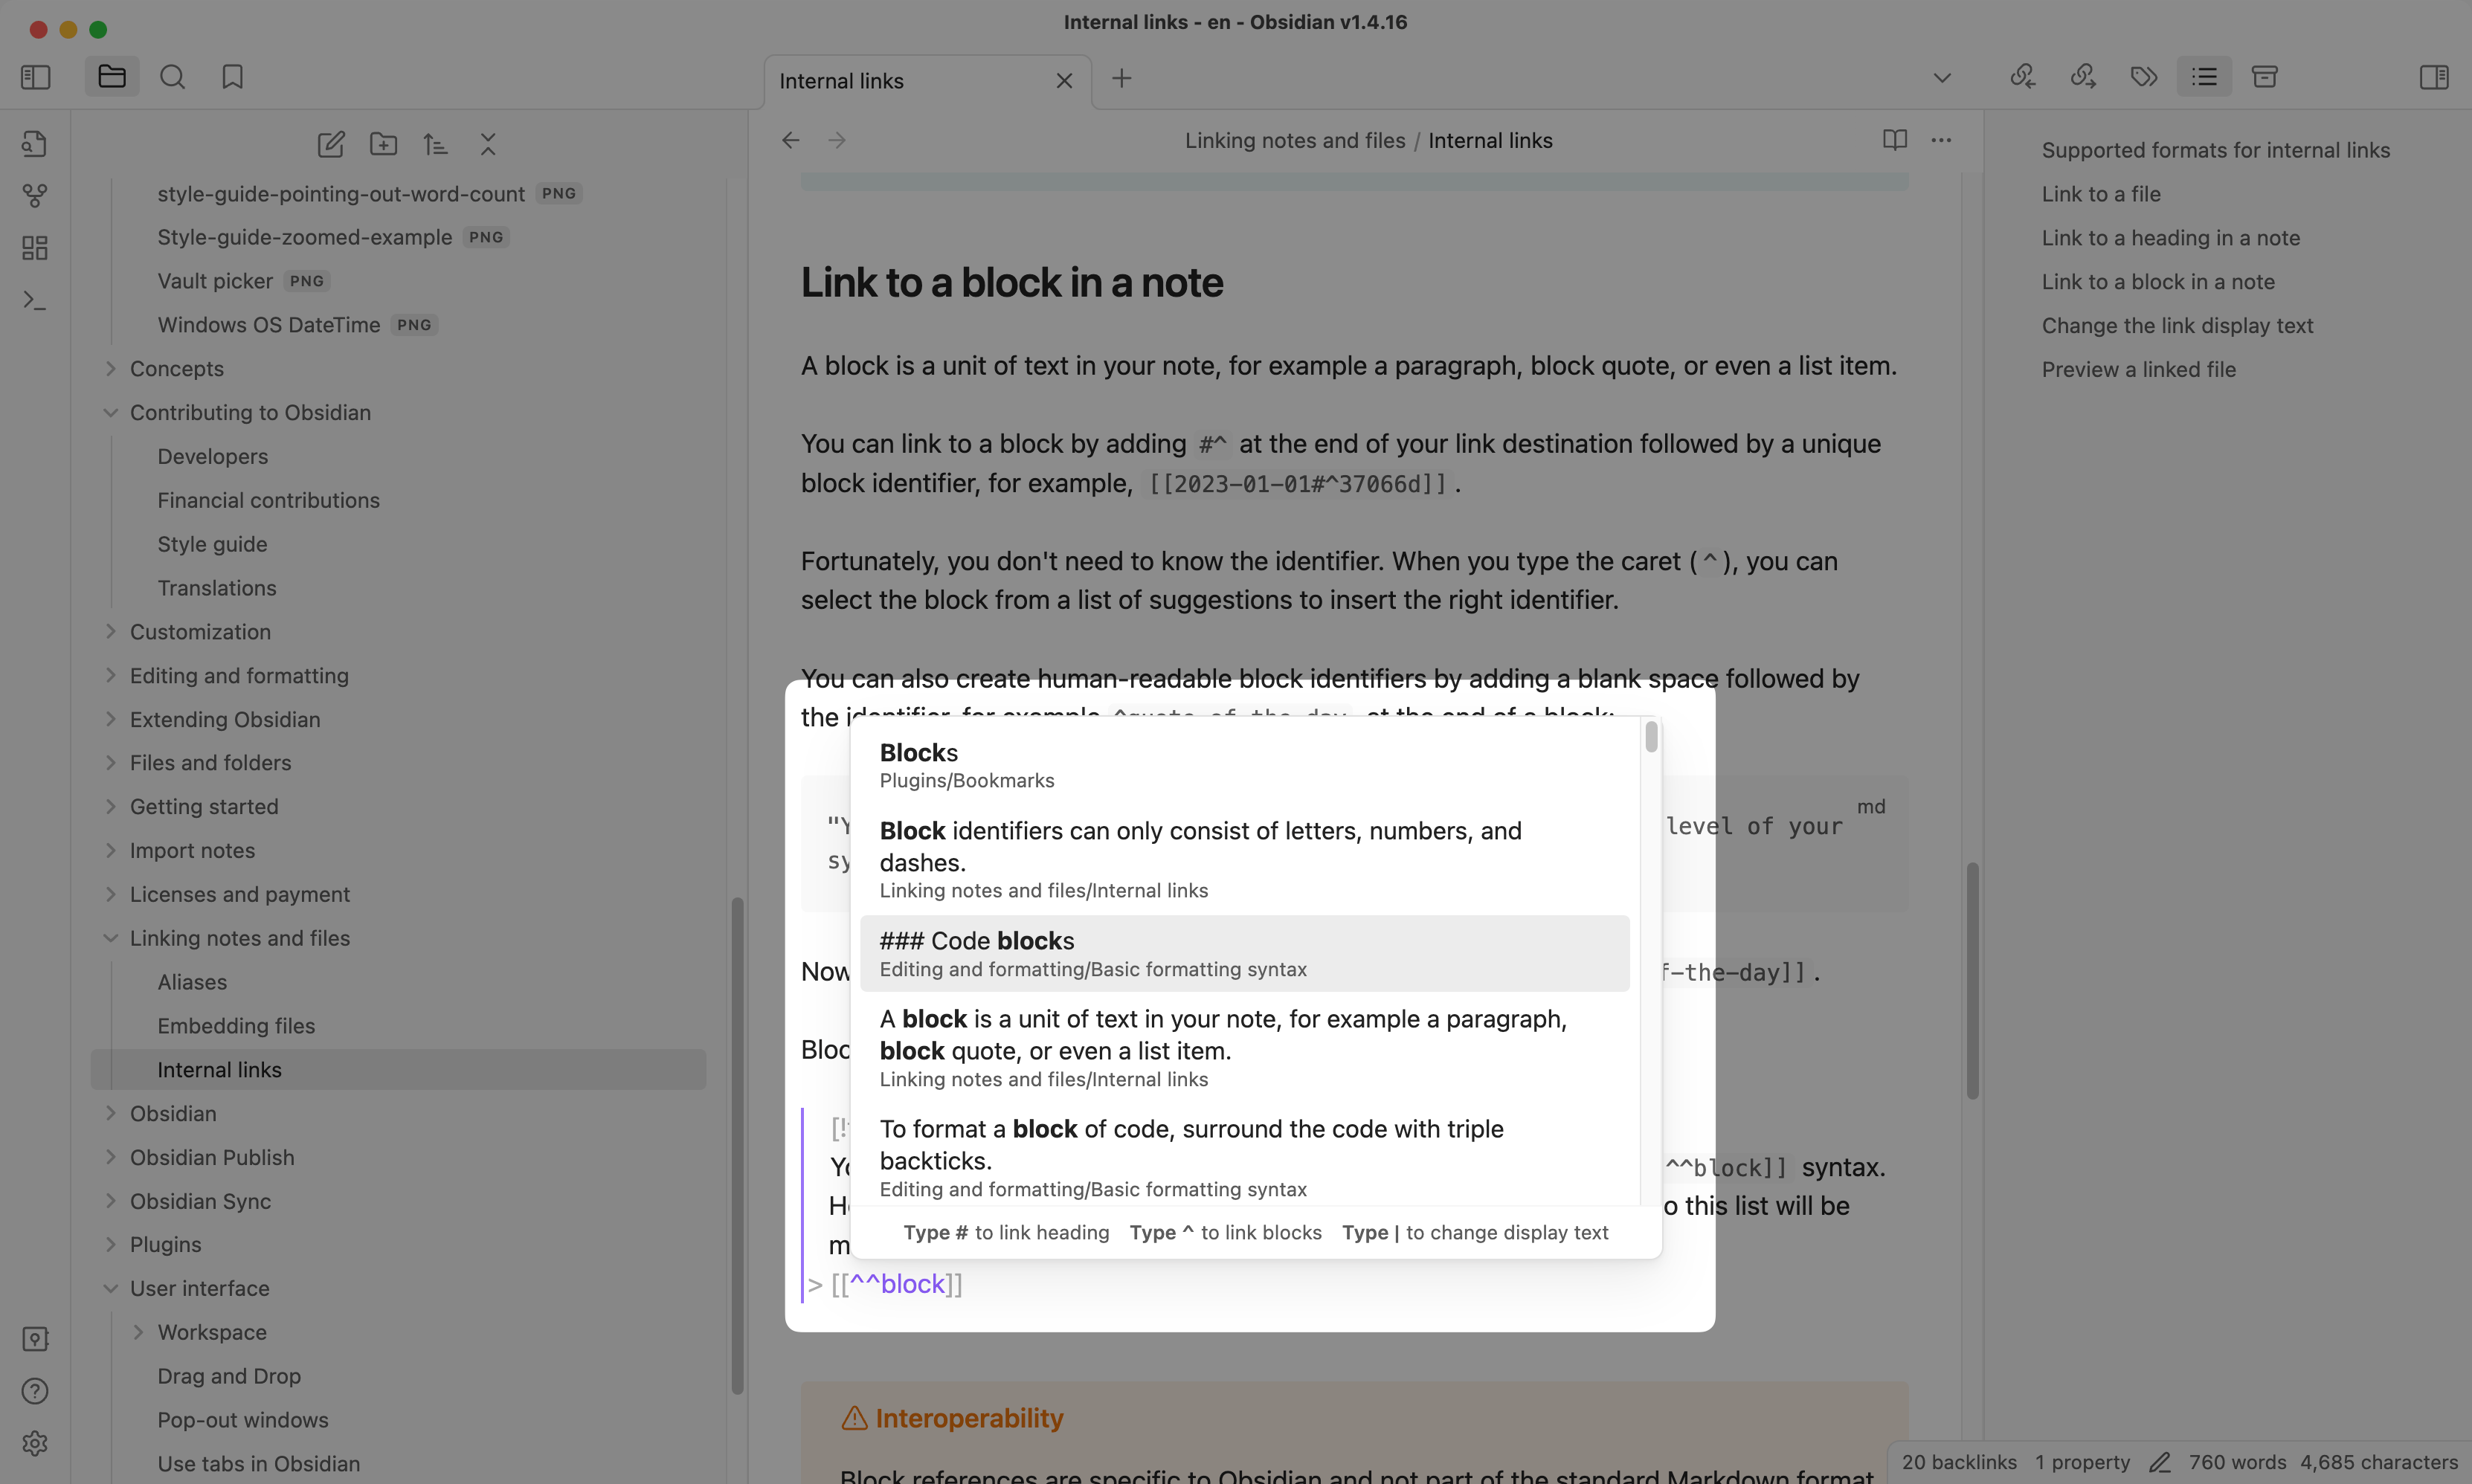 Internal links - en - Obsidian v1.4.16
Internal links
style-guide-pointing-out-word-count PNG
Style-guide-zoomed-example PNG
Vault picker PNG
Windows OS DateTime PNG
Concepts
Contributing to Obsidian
Developers
Financial contributions
Style guide
Translations
Customization
Editing and formatting
Extending Obsidian
Files and folders
Getting started
Import notes
Licenses and payment
Linking notes and files
Aliases
Embedding files
Internal links
Obsidian
Obsidian Publish
Obsidian Sync
Plugins
User interface
Workspace
Drag and Drop
Pop-out windows
Use tabs in Obsidian
Linking notes and files / Internal links
Link to a block in a note
A block is a unit of text in your note, for example a paragraph, block quote, or even a list item.
You can link to a block by adding #^ at the end of your link destination followed by a unique
block identifier, for example, [[2023-01-01#^37066d]].
Fortunately, you don't need to know the identifier. When you type the caret (^), you can
select the block from a list of suggestions to insert the right identifier.
You can also create human-readable block identifiers by adding a blank space followed by
the identifier, for example ^quote-of-the-day at the end of a block:
md
level of your
Now
f-the-day]].
^^block]] syntax.
o this list will be
Blocks
Plugins/Bookmarks
Block identifiers can only consist of letters, numbers, and
dashes.
Linking notes and files/Internal links
### Code blocks
Editing and formatting/Basic formatting syntax
A block is a unit of text in your note, for example a paragraph,
block quote, or even a list item.
Linking notes and files/Internal links
To format a block of code, surround the code with triple
backticks.
Editing and formatting/Basic formatting syntax
Type # to link heading Type ^ to link blocks Type | to change display text
> [[^^block]]
Interoperability
Block references are specific to Obsidian and not part of the standard Markdown format
Supported formats for internal links
Link to a file
Link to a heading in a note
Link to a block in a note
Change the link display text
Preview a linked file
20 backlinks 1 property 760 words 4,685 characters